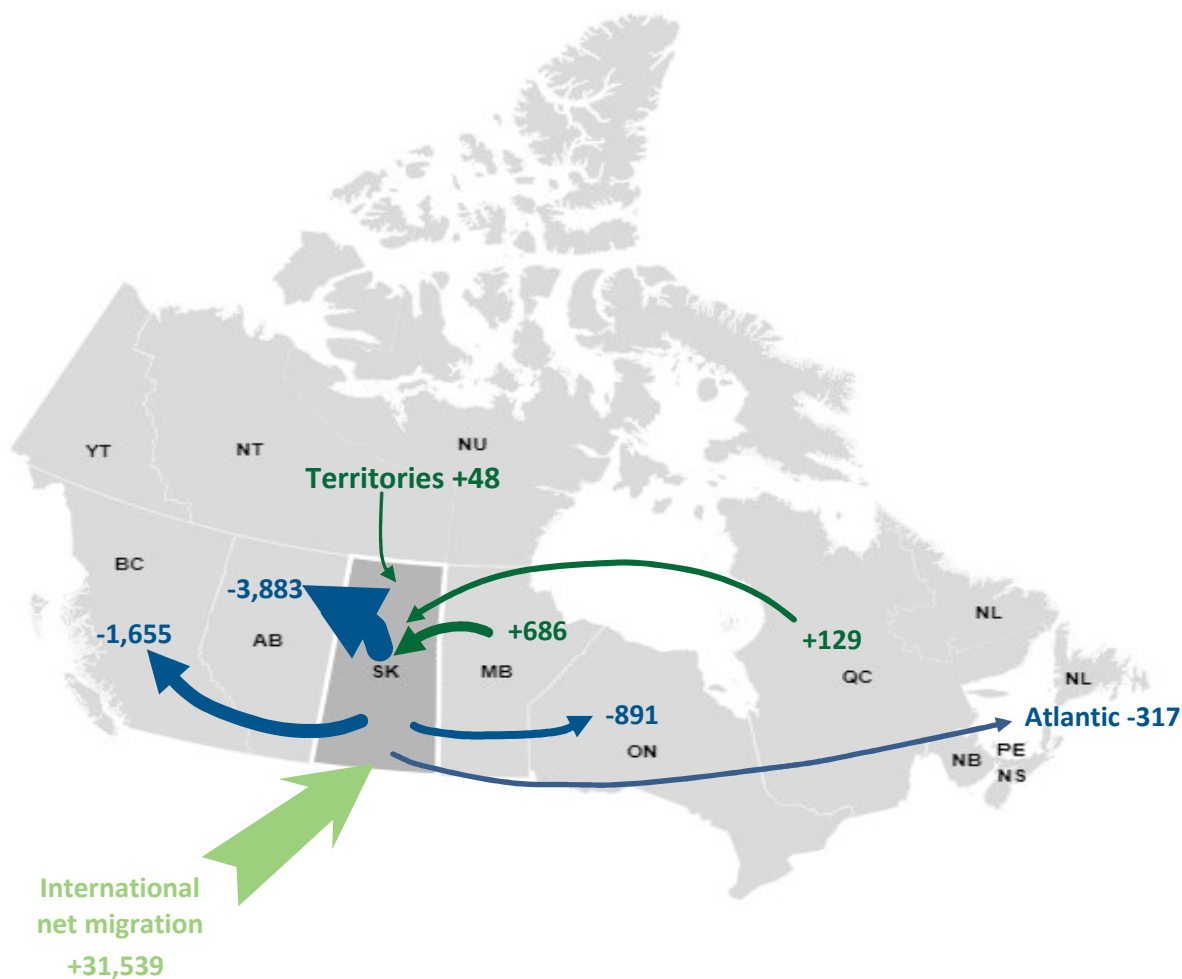 YT
NT
NU
Territories +48
BC
-3,883
-1,655
AB
SK
+686
MB
+129
QC
NL
NL
-891
ON
Atlantic -317
NB
PE
NS
International
net migration
+31,539